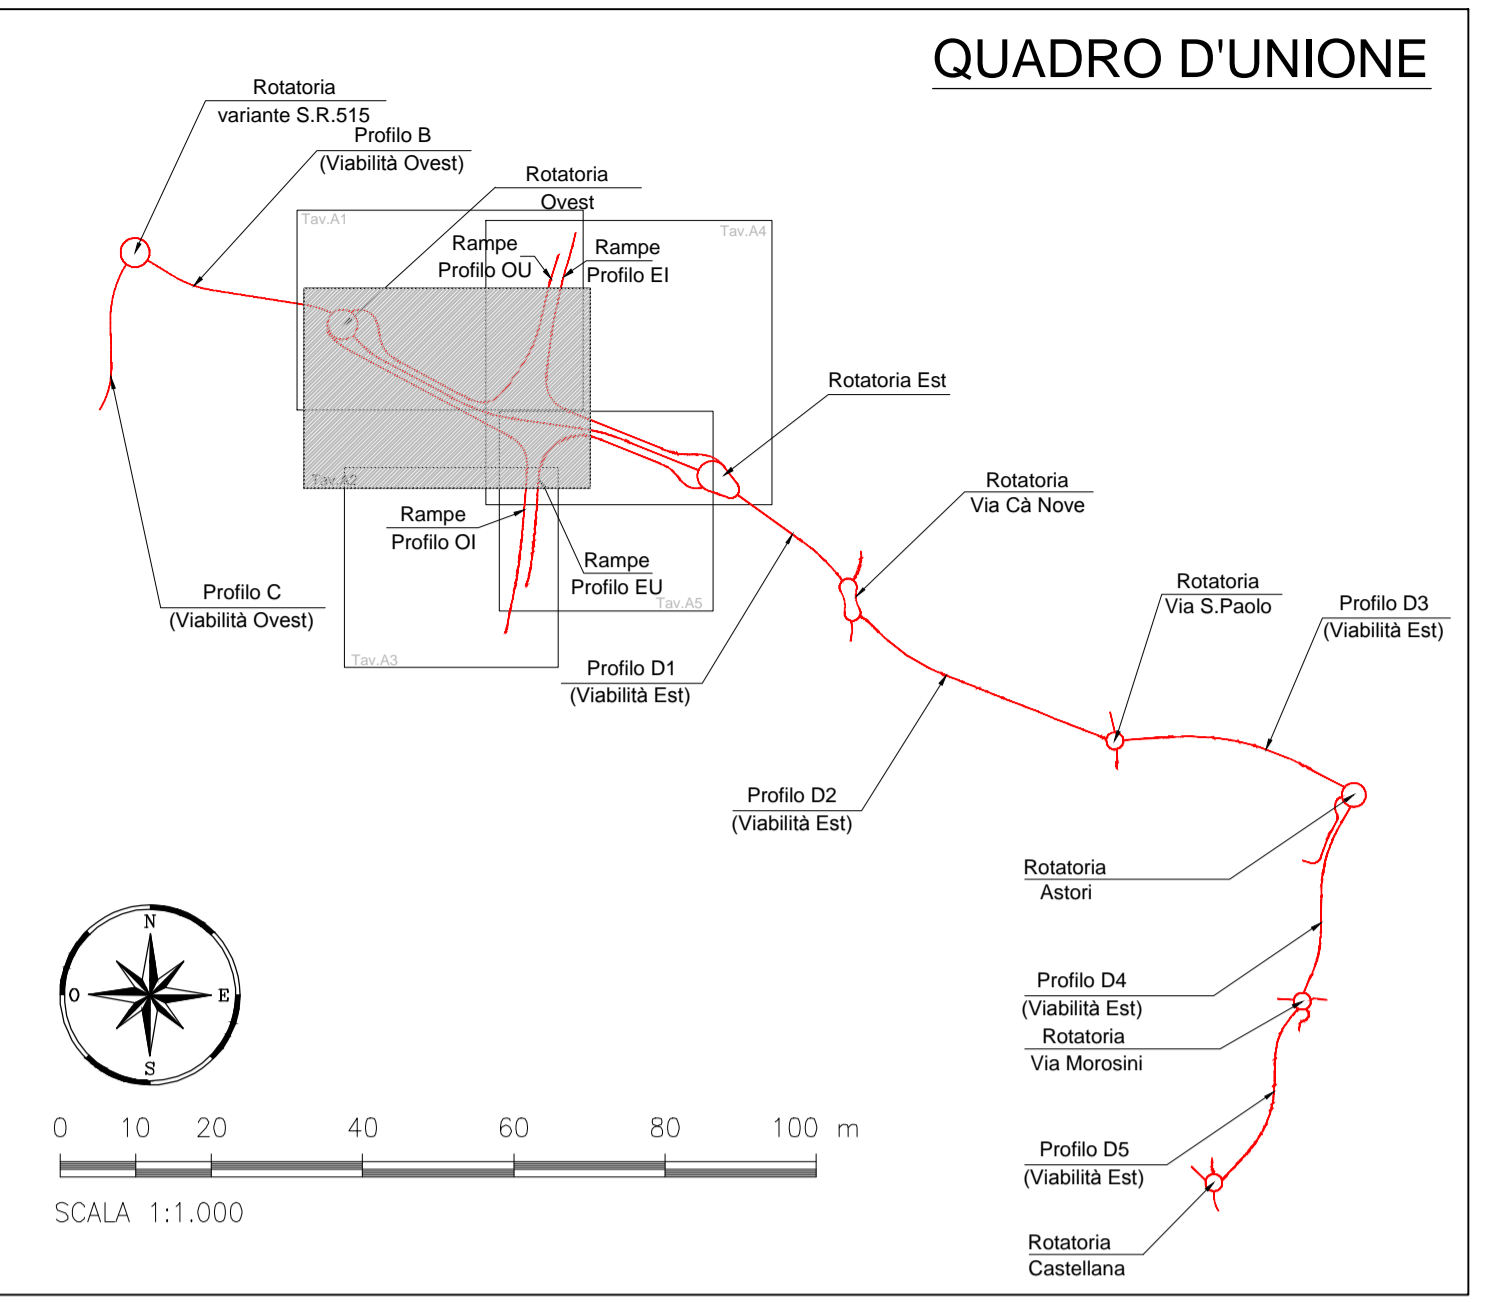 QUADRO D'UNIONE
Rotatoria
variante S.R.515
Profilo B
(Viabilità Ovest)
Rotatoria
Ovest
Tav.A1
Tav.A4
Rampe
Profilo OU
Rampe
Profilo EI
Rotatoria Est
Tav.A2
Rotatoria
Via Cà Nove
Rampe
Profilo OI
Rampe
Profilo EU
Tav.A5
Profilo C
(Viabilità Ovest)
Tav.A3
Rotatoria
Via S.Paolo
Profilo D3
(Viabilità Est)
Profilo D1
(Viabilità Est)
Profilo D2
(Viabilità Est)
Rotatoria
Astori
Profilo D4
(Viabilità Est)
Rotatoria
Via Morosini
Profilo D5
(Viabilità Est)
Rotatoria
Castellana
N
O
E
S
0 10 20 40 60 80 100 m
SCALA 1:1.000